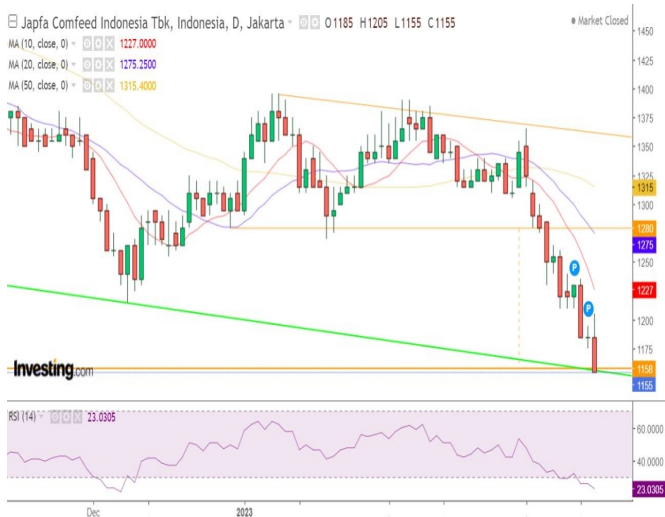 Japfa Comfeed Indonesia Tbk, Indonesia, D, Jakarta O1185 H1205 L1155 C1155
Market Closed
MA (10, close, 0) 1227.0000
MA (20, close, 0) 1275.2500
MA (50, close, 0) 1315.4000
1450
1425
1400
1375
1350
1325
1315
1300
1280
1275
1250
1227
1200
1175
1158
1155
P
P
Investing.com
RSI (14) 23.0305
60.0000
40.0000
23.0305
Dec 2023